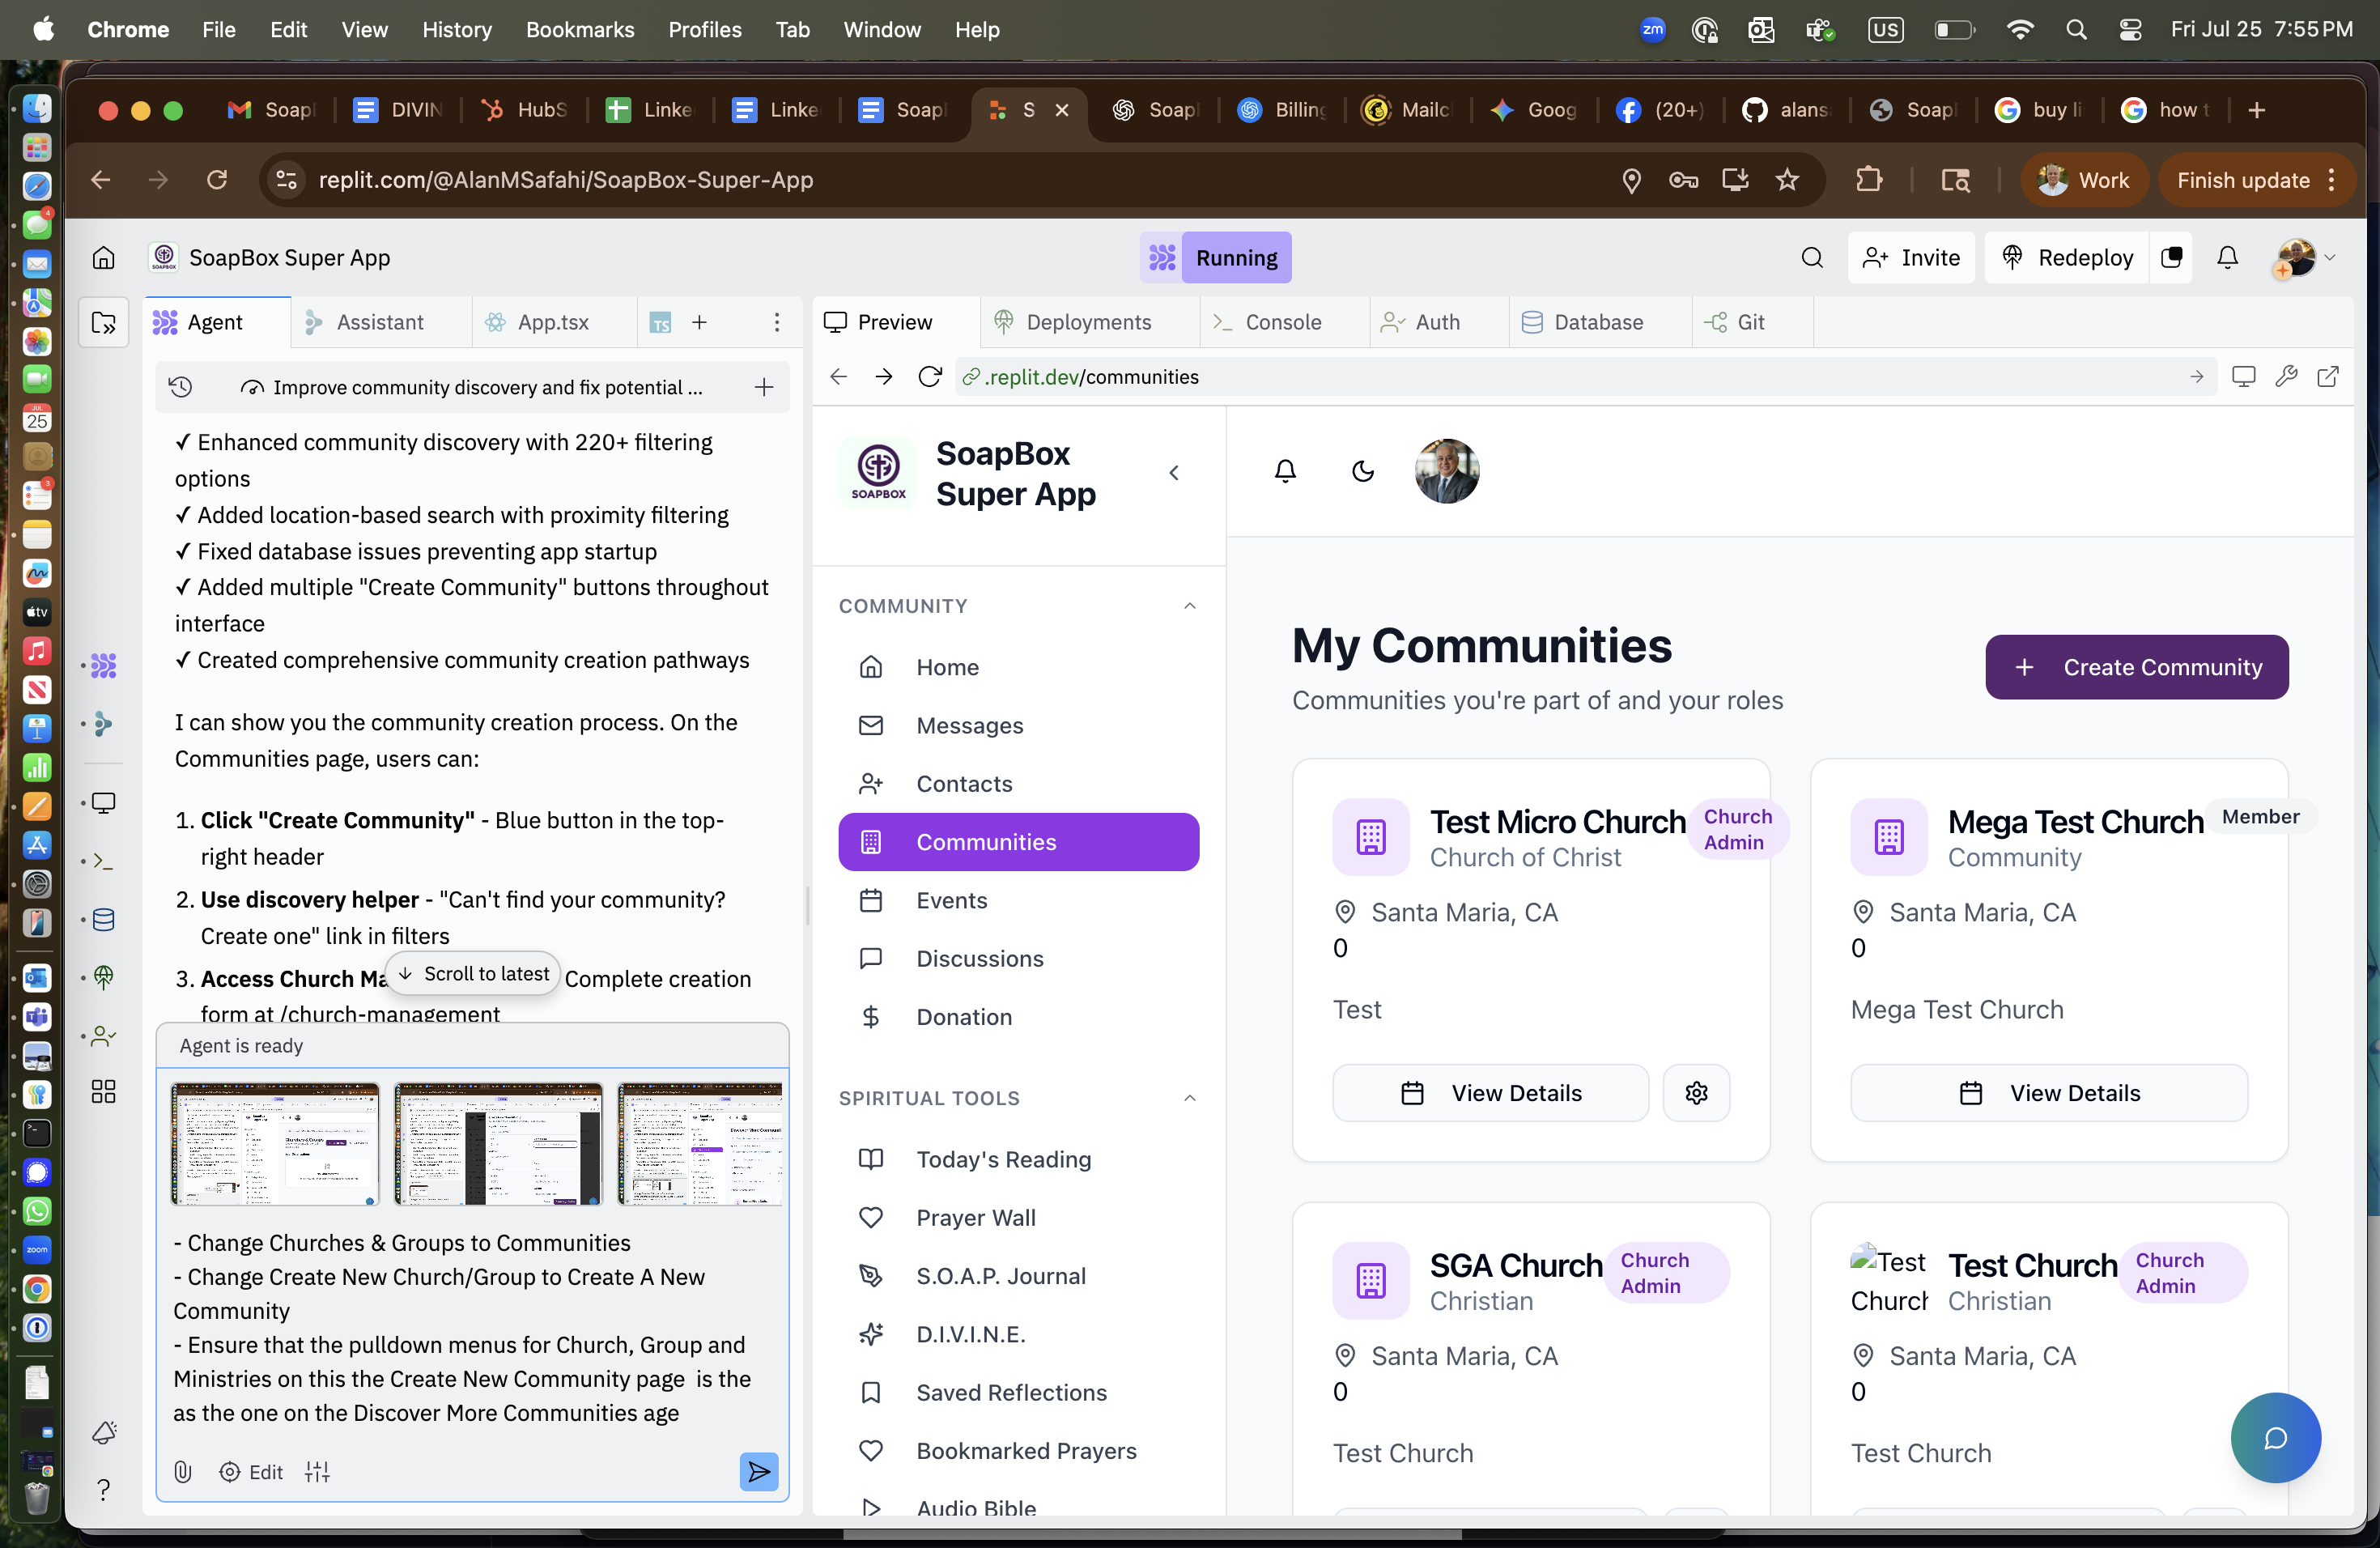 Chrome File Edit View History Bookmarks Profiles Tab Window Help
zm US Fri Jul 25 7:55 PM
Soap DIVIN HubS Linke Linke Soap S Soap Billing Mailc Goog (20+) alans Soap buy li how t
replit.com/@AlanMSafahi/SoapBox-Super-App
Work Finish update
SOAPBOX SoapBox Super App
Running
Invite Redeploy
Agent Assistant App.tsx TS
Improve community discovery and fix potential ...
✓ Enhanced community discovery with 220+ filtering
options
✓ Added location-based search with proximity filtering
✓ Fixed database issues preventing app startup
✓ Added multiple "Create Community" buttons throughout
interface
✓ Created comprehensive community creation pathways
I can show you the community creation process. On the
Communities page, users can:
1. Click "Create Community" - Blue button in the top-
right header
2. Use discovery helper - "Can't find your community?
Create one" link in filters
3. Access Church Ma
Scroll to latest
Complete creation
form at /church-management
Agent is ready
- Change Churches & Groups to Communities
- Change Create New Church/Group to Create A New
Community
- Ensure that the pulldown menus for Church, Group and
Ministries on this the Create New Community page  is the
as the one on the Discover More Communities age
Edit
Preview Deployments Console Auth Database Git
.replit.dev/communities
SOAPBOX
SoapBox
Super App
COMMUNITY
Home
Messages
Contacts
Communities
Events
Discussions
Donation
SPIRITUAL TOOLS
Today's Reading
Prayer Wall
S.O.A.P. Journal
D.I.V.I.N.E.
Saved Reflections
Bookmarked Prayers
Audio Bible
My Communities
Communities you're part of and your roles
Create Community
Test Micro Church
Church
Admin
Church of Christ
Santa Maria, CA
0
Test
View Details
Mega Test Church
Member
Community
Santa Maria, CA
0
Mega Test Church
View Details
SGA Church
Church
Admin
Christian
Santa Maria, CA
0
Test Church
Test
Church
Test Church
Church
Admin
Christian
Santa Maria, CA
0
Test Church
JUL
25
4
3
tv
zoom